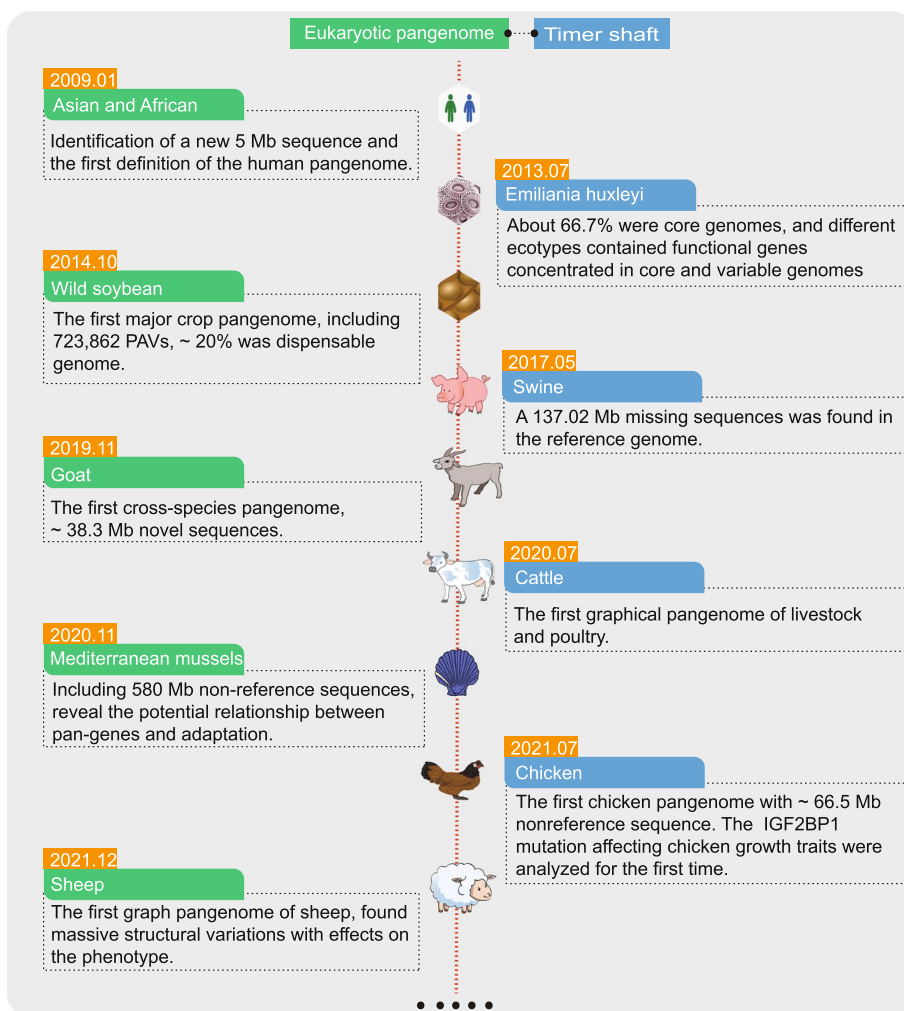 Eukaryotic pangenome
Timer shaft
2009.01
Asian and African
Identification of a new 5 Mb sequence and
the first definition of the human pangenome.
2013.07
Emiliania huxleyi
About 66.7% were core genomes, and different
ecotypes contained functional genes
concentrated in core and variable genomes
2014.10
Wild soybean
The first major crop pangenome, including
723,862 PAVs, ~ 20% was dispensable
genome.
2017.05
Swine
A 137.02 Mb missing sequences was found in
the reference genome.
2019.11
Goat
The first cross-species pangenome,
~ 38.3 Mb novel sequences.
2020.07
Cattle
The first graphical pangenome of livestock
and poultry.
2020.11
Mediterranean mussels
Including 580 Mb non-reference sequences,
reveal the potential relationship between
pan-genes and adaptation.
2021.07
Chicken
The first chicken pangenome with ~ 66.5 Mb
nonreference sequence. The IGF2BP1
mutation affecting chicken growth traits were
analyzed for the first time.
2021.12
Sheep
The first graph pangenome of sheep, found
massive structural variations with effects on
the phenotype.